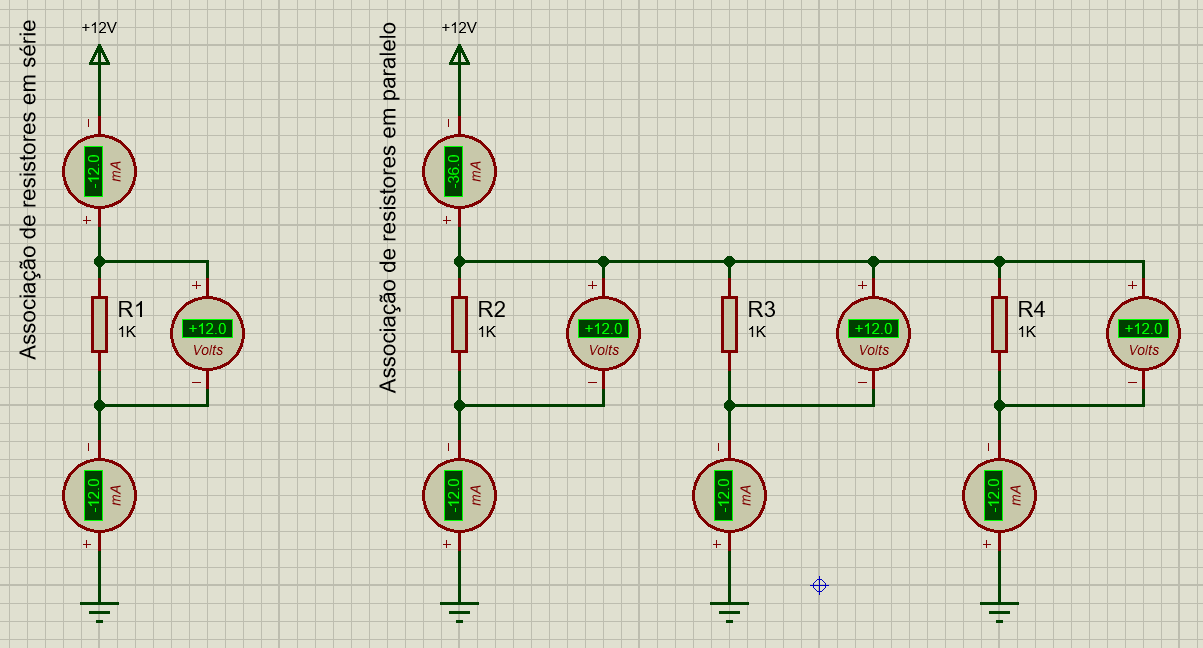 Associação de resistores em série
+12V
-12.0
mA
R1
1K
+12.0
Volts
-12.0
mA
Associação de resistores em paralelo
+12V
-36.0
mA
R2
1K
+12.0
Volts
R3
1K
+12.0
Volts
R4
1K
+12.0
Volts
-12.0
mA
-12.0
mA
-12.0
mA